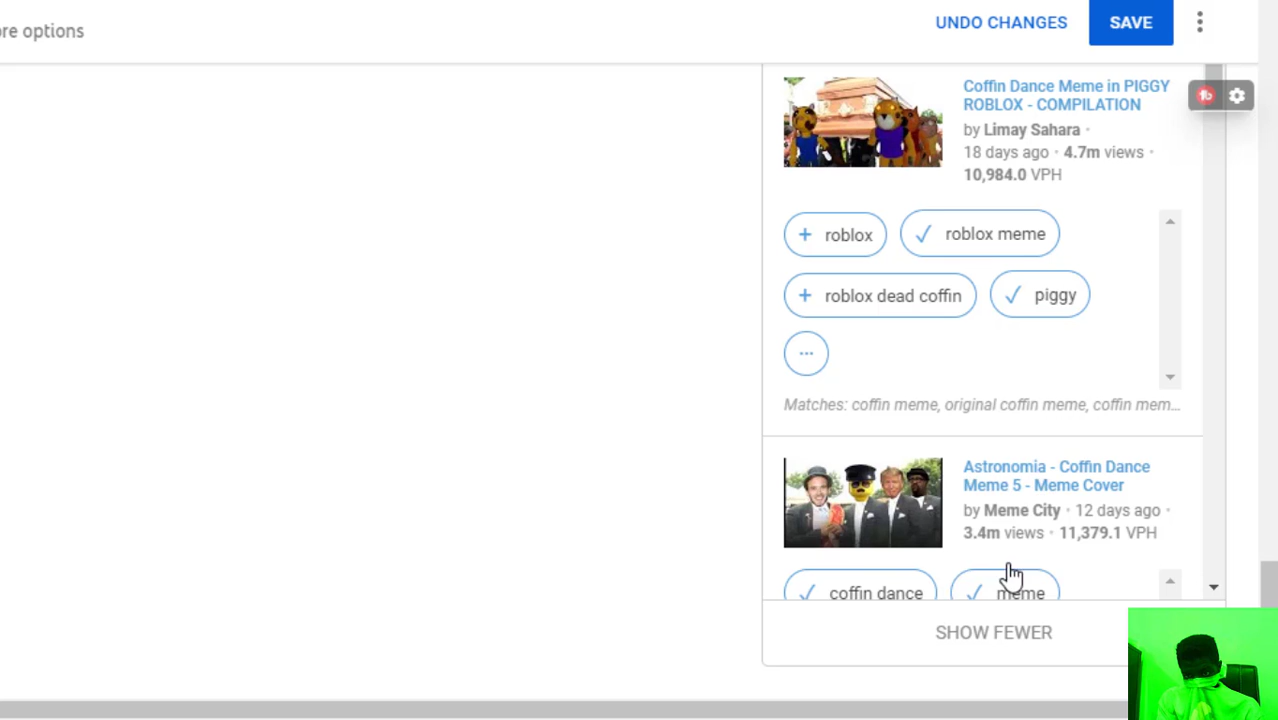 re options
UNDO CHANGES
SAVE
Coffin Dance Meme in PIGGY
ROBLOX - COMPILATION
by Limay Sahara •
18 days ago • 4.7m views •
10,984.0 VPH
+ roblox
✓ roblox meme
+ roblox dead coffin
✓ piggy
...
Matches: coffin meme, original coffin meme, coffin mem...
Astronomia - Coffin Dance
Meme 5 - Meme Cover
by Meme City • 12 days ago •
3.4m views • 11,379.1 VPH
✓ coffin dance
✓ meme
SHOW FEWER